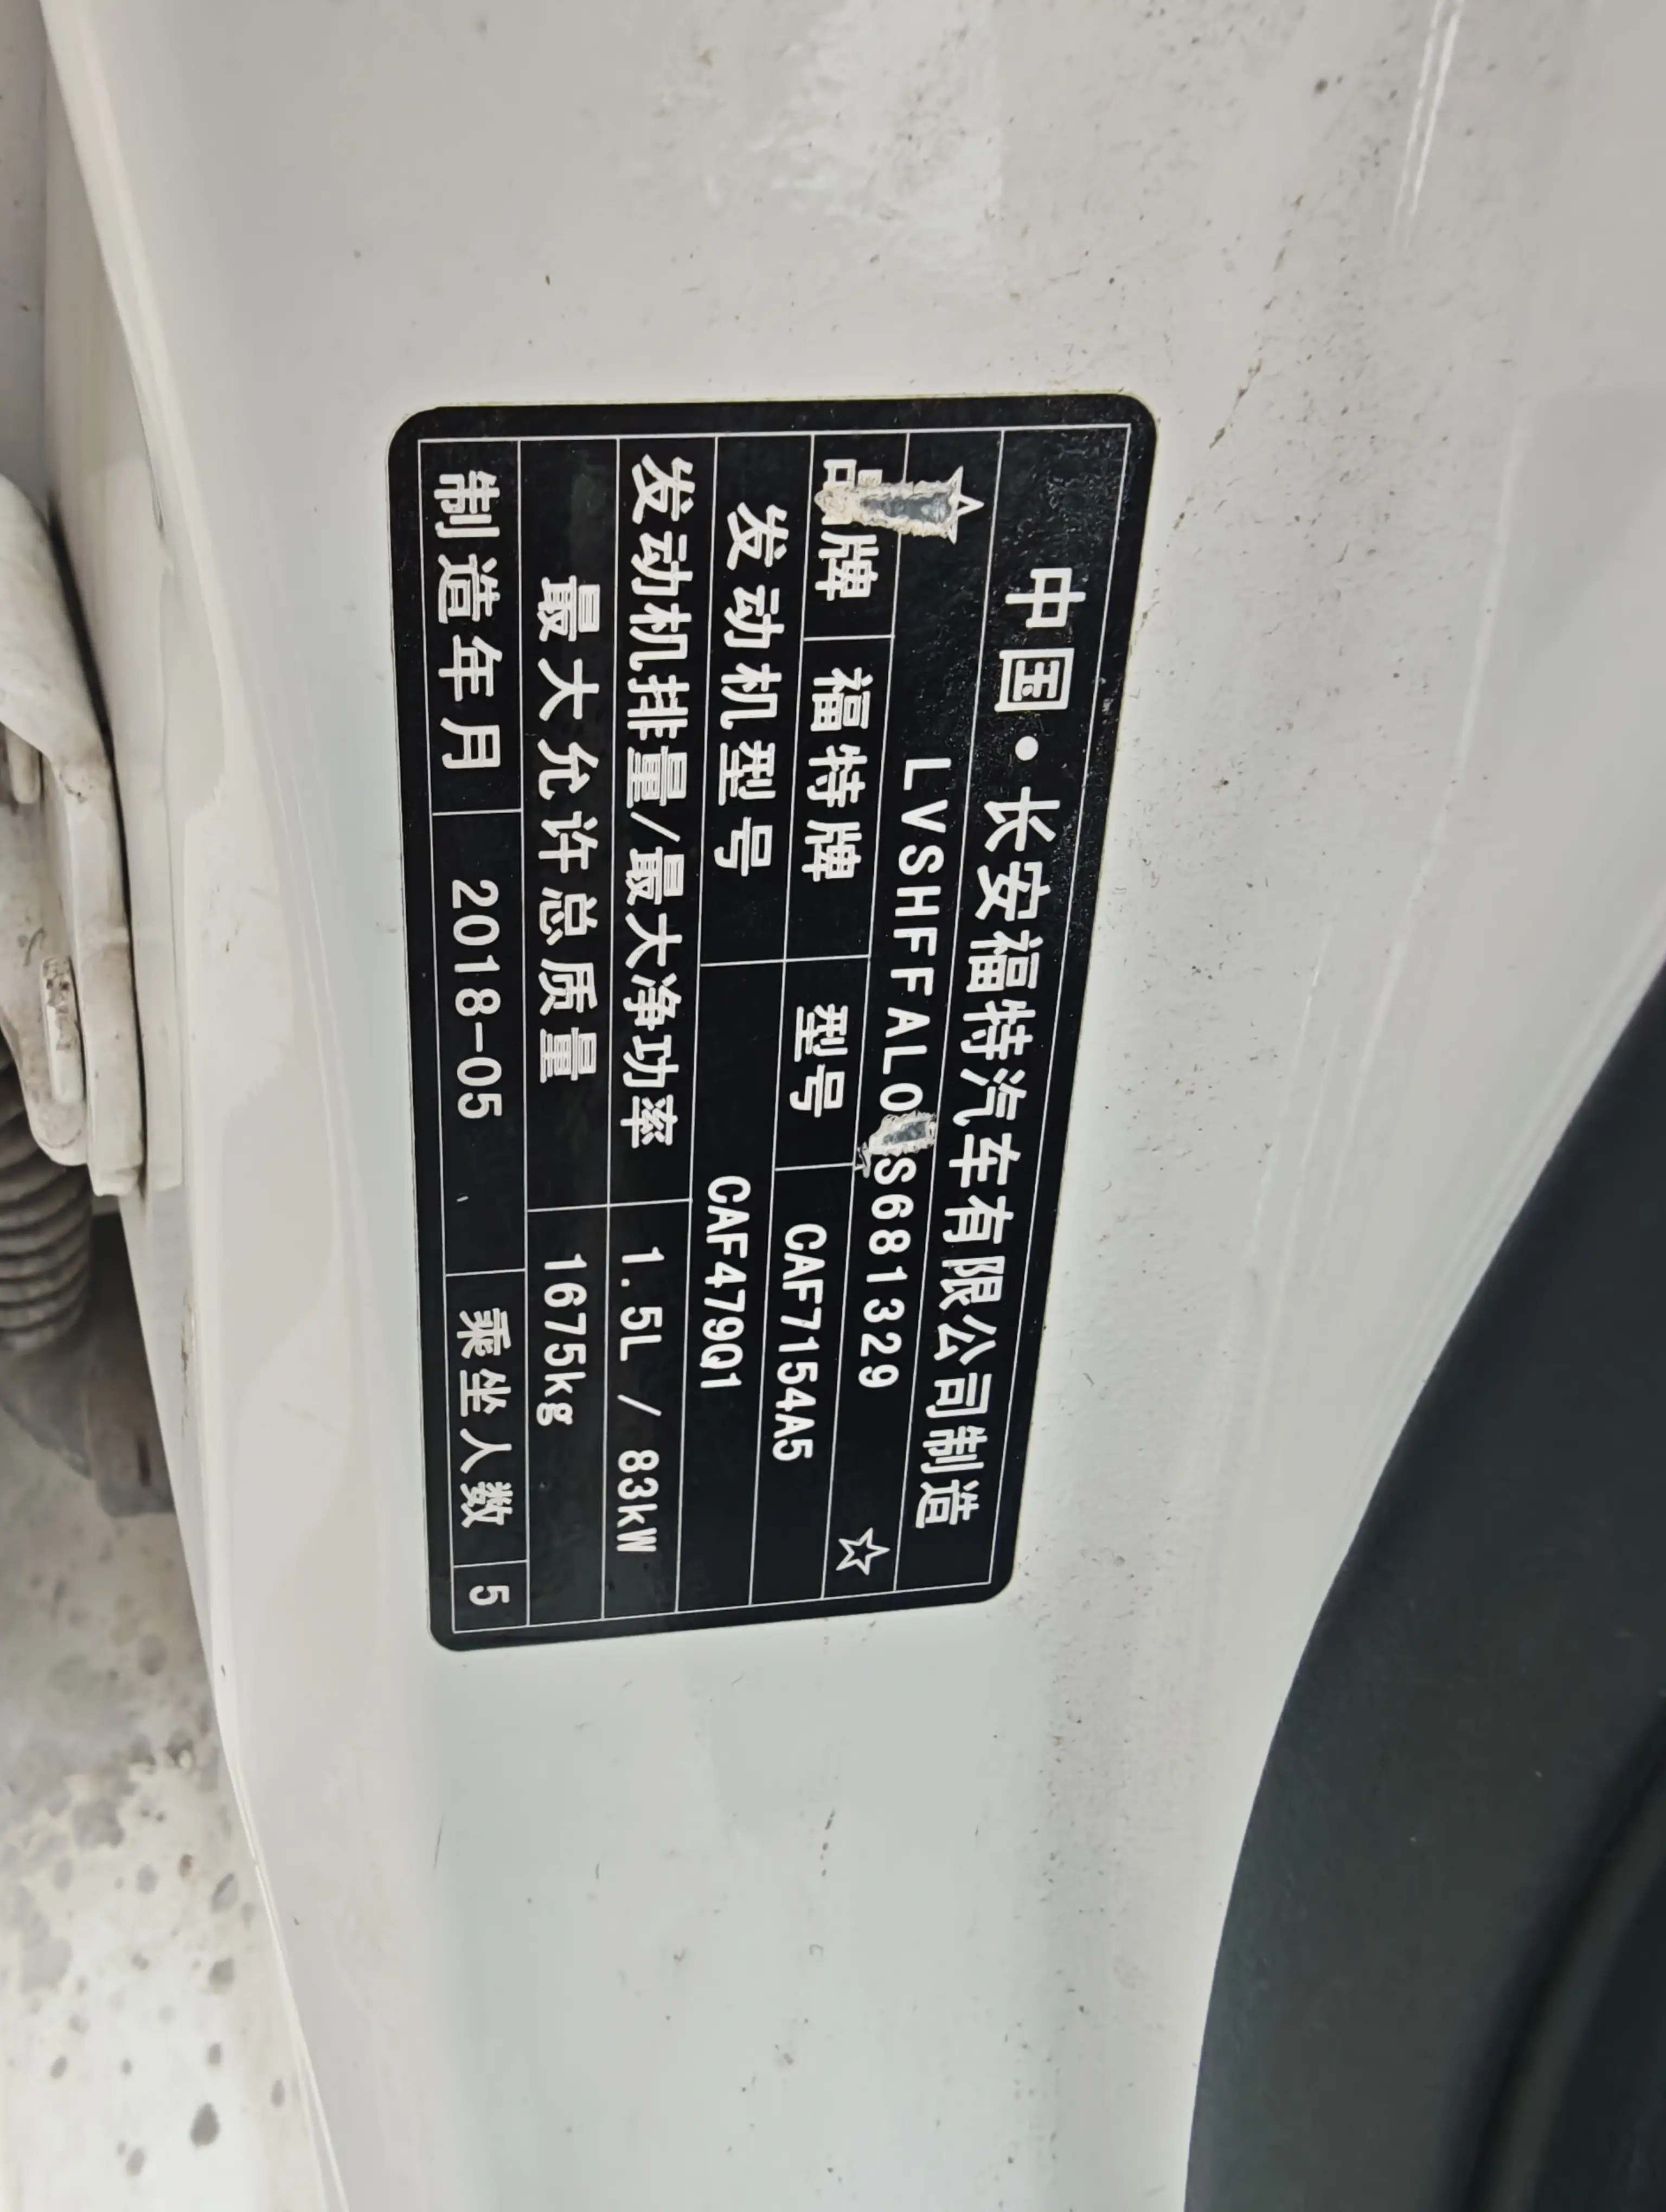 中国·长安福特汽车有限公司制造
☆ LVSHFFAL0 S681329 ☆
品牌 福特牌 型号 CAF7154A5
发动机型号 CAF479Q1
发动机排量/最大净功率 1.5L / 83kW
最大允许总质量 1675kg
制造年月 2018-05 乘坐人数 5